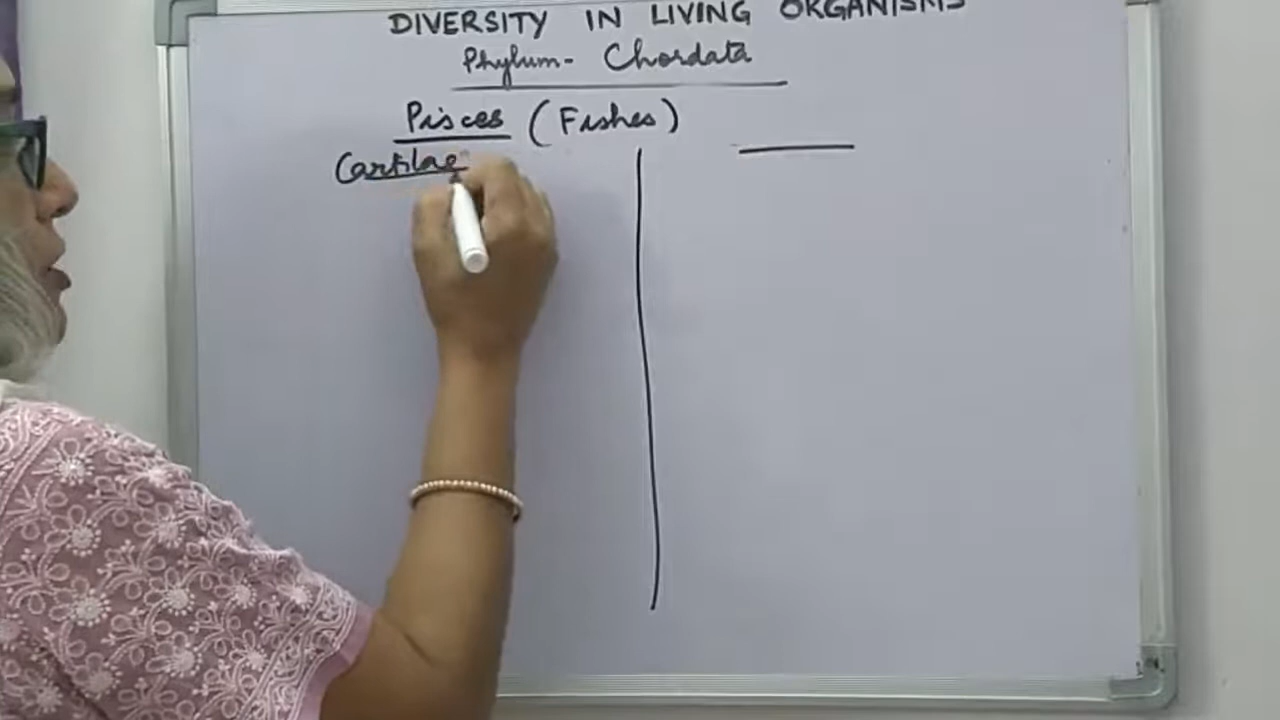 DIVERSITY IN LIVING ORGANISMS
Phylum- Chordata
Pisces (Fishes)
Cartilag